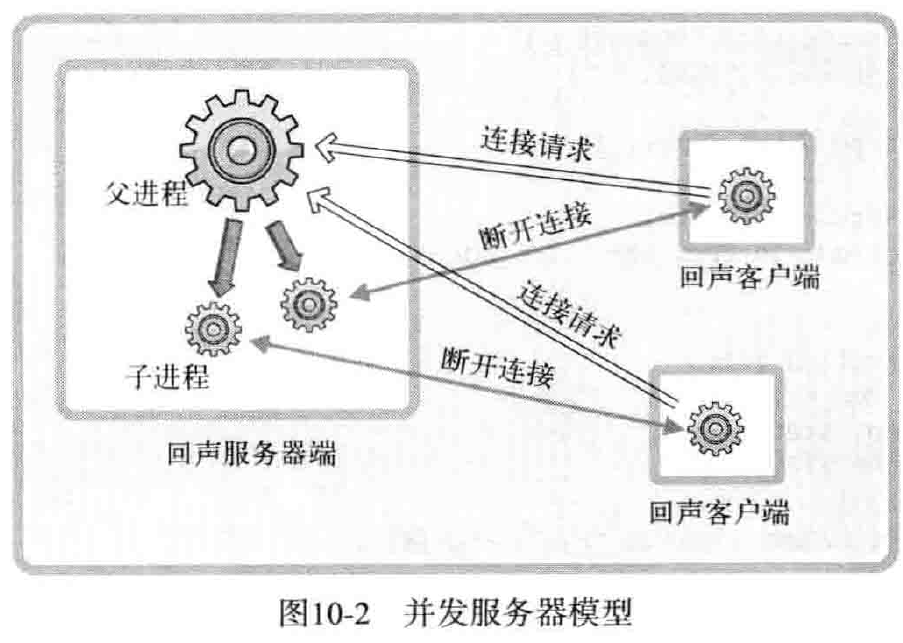 连接请求
父进程
断开连接
回声客户端
连接请求
断开连接
子进程
回声服务器端
回声客户端
图10-2 并发服务器模型